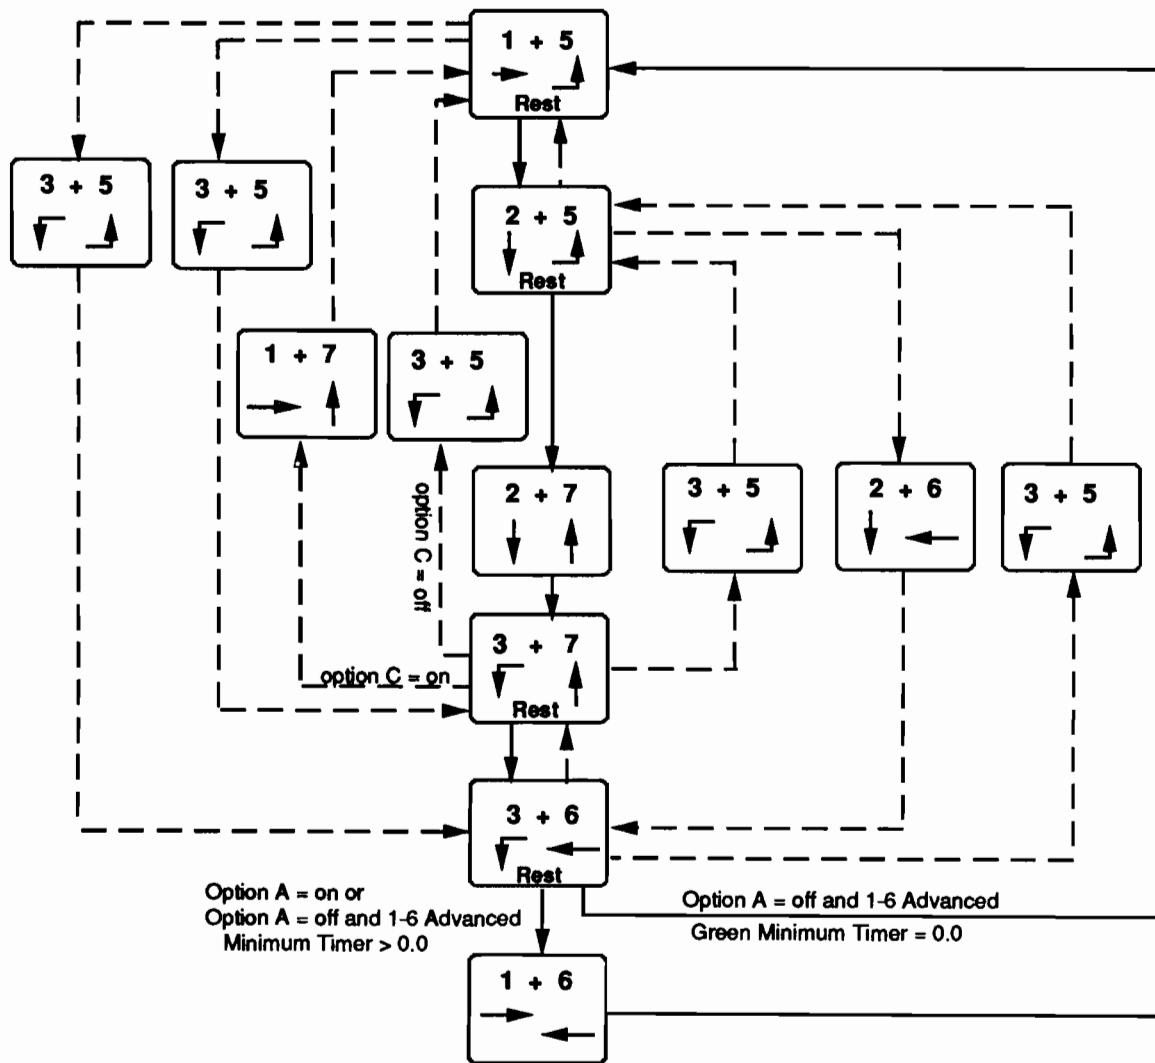 1 + 5
Rest
3 + 5
3 + 5
2 + 5
Rest
1 + 7
3 + 5
option C = off
2 + 7
3 + 5
2 + 6
3 + 5
3 + 7
option C = on
Rest
3 + 6
Rest
Option A = on or
Option A = off and 1-6 Advanced
Minimum Timer > 0.0
Option A = off and 1-6 Advanced
Green Minimum Timer = 0.0
1 + 6